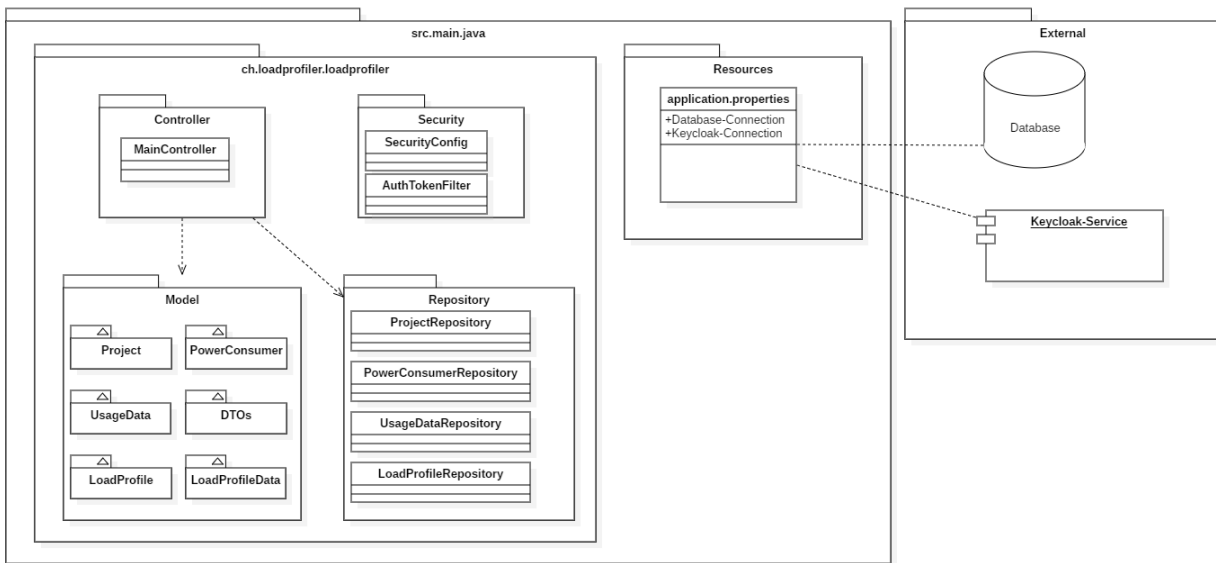 src.main.java
ch.loadprofiler.loadprofiler
Controller
MainController
Security
SecurityConfig
AuthTokenFilter
Model
Project
PowerConsumer
UsageData
DTOs
LoadProfile
LoadProfileData
Repository
ProjectRepository
PowerConsumerRepository
UsageDataRepository
LoadProfileRepository
Resources
application.properties
+Database-Connection
+Keycloak-Connection
External
Database
Keycloak-Service